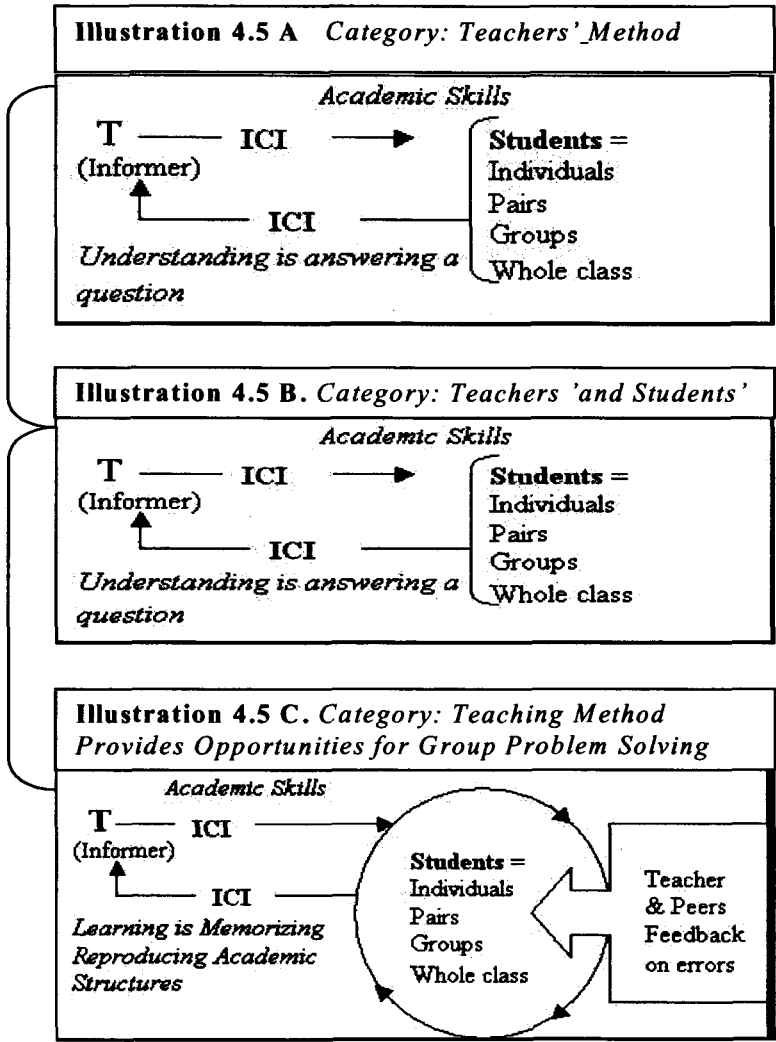 Illustration 4.5 A Category: Teachers'_Method
Academic Skills
T ICI
(Informer)
ICI
Understanding is answering a
question
Students =
Individuals
Pairs
Groups
Whole class
Illustration 4.5 B. Category: Teachers 'and Students'
Academic Skills
T ICI
(Informer)
ICI
Understanding is answering a
question
Students =
Individuals
Pairs
Groups
Whole class
Illustration 4.5 C. Category: Teaching Method
Provides Opportunities for Group Problem Solving
Academic Skills
T ICI
(Informer)
ICI
Learning is Memorizing
Reproducing Academic
Structures
Students =
Individuals
Pairs
Groups
Whole class
Teacher
& Peers
Feedback
on errors